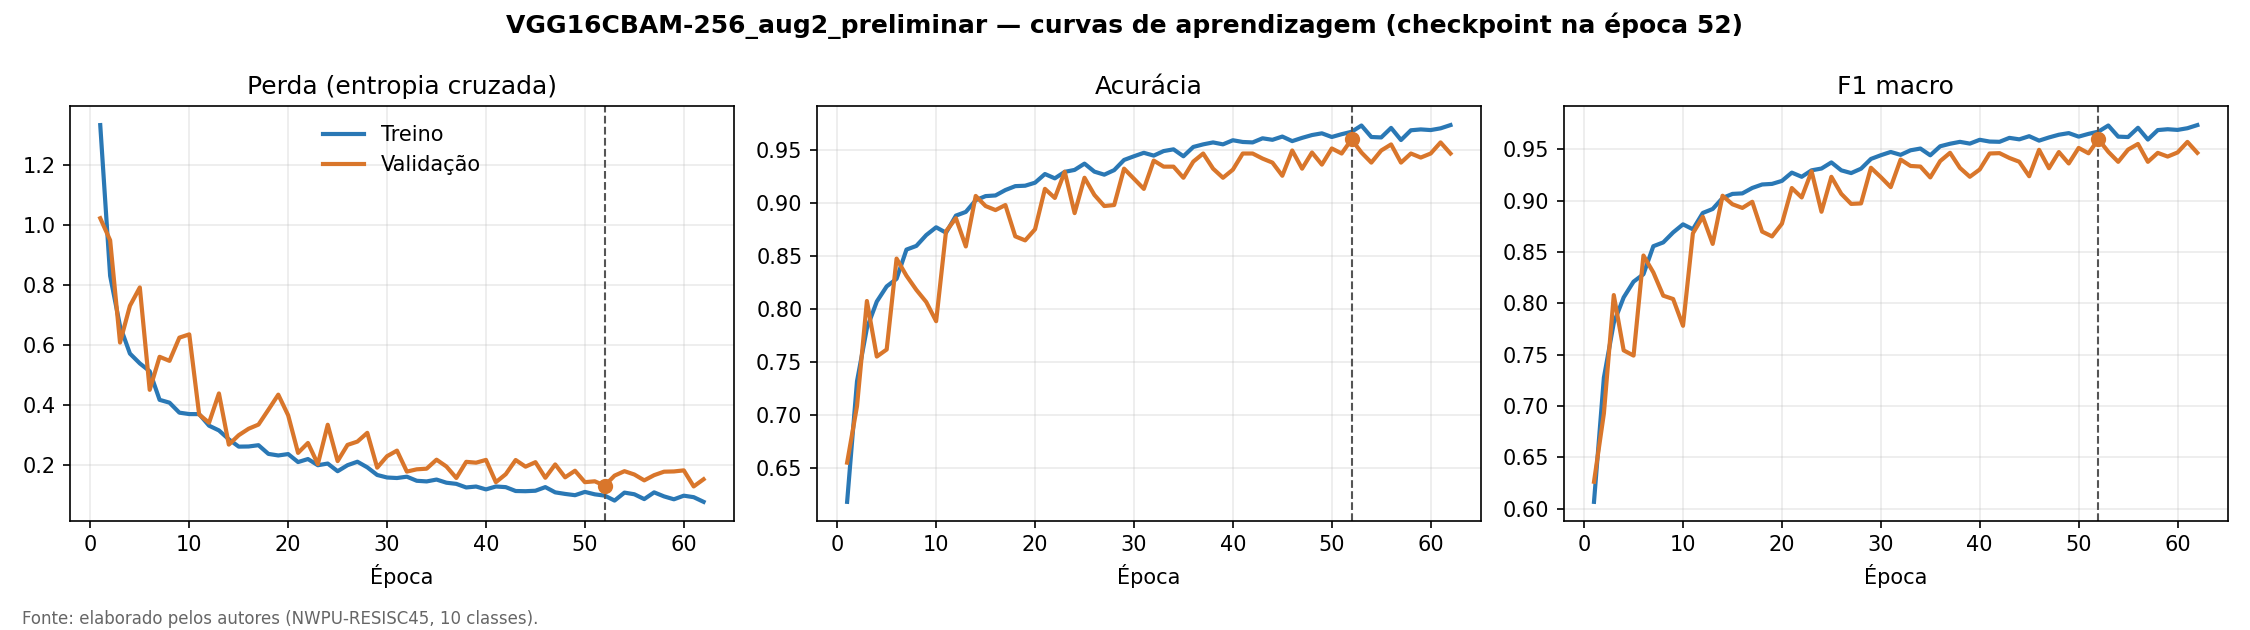 VGG16CBAM-256_aug2_preliminar — curvas de aprendizagem (checkpoint na época 52)
Perda (entropia cruzada)
Treino
Validação
1.2
1.0
0.8
0.6
0.4
0.2
0 10 20 30 40 50 60
Época
Acurácia
0.95
0.90
0.85
0.80
0.75
0.70
0.65
0 10 20 30 40 50 60
Época
F1 macro
0.95
0.90
0.85
0.80
0.75
0.70
0.65
0.60
0 10 20 30 40 50 60
Época
Fonte: elaborado pelos autores (NWPU-RESISC45, 10 classes).